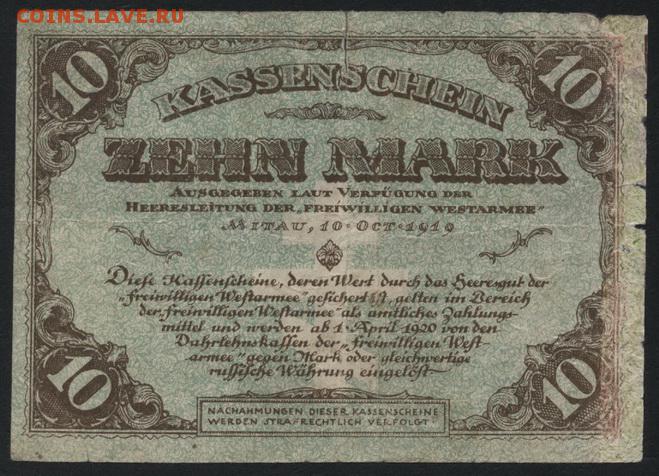 COINS.LAVE.RU
10 10
KASSENSCHEIN
ZEHN MARK
AUSGEGEBEN LAUT VERFÜGUNG DER
HEERESLEITUNG DER „FREIWILLIGEN WESTARMEE"
MITAU, 10·OCT·1919
Diese Kassenscheine, deren Wert durch das Heeresgut der
„freiwilligen Westarmee" gesichert ist, gelten im Bereich
der „freiwilligen Westarmee" als amtliches Zahlungs-
mittel und werden ab 1·April 1920 von den
Darlehnskassen der „freiwilligen West-
armee" gegen Mark oder gleichwertige
russische Währung eingelöst
10 10
NACHAHMUNGEN DIESER KASSENSCHEINE
WERDEN STRAFRECHTLICH VERFOLGT·